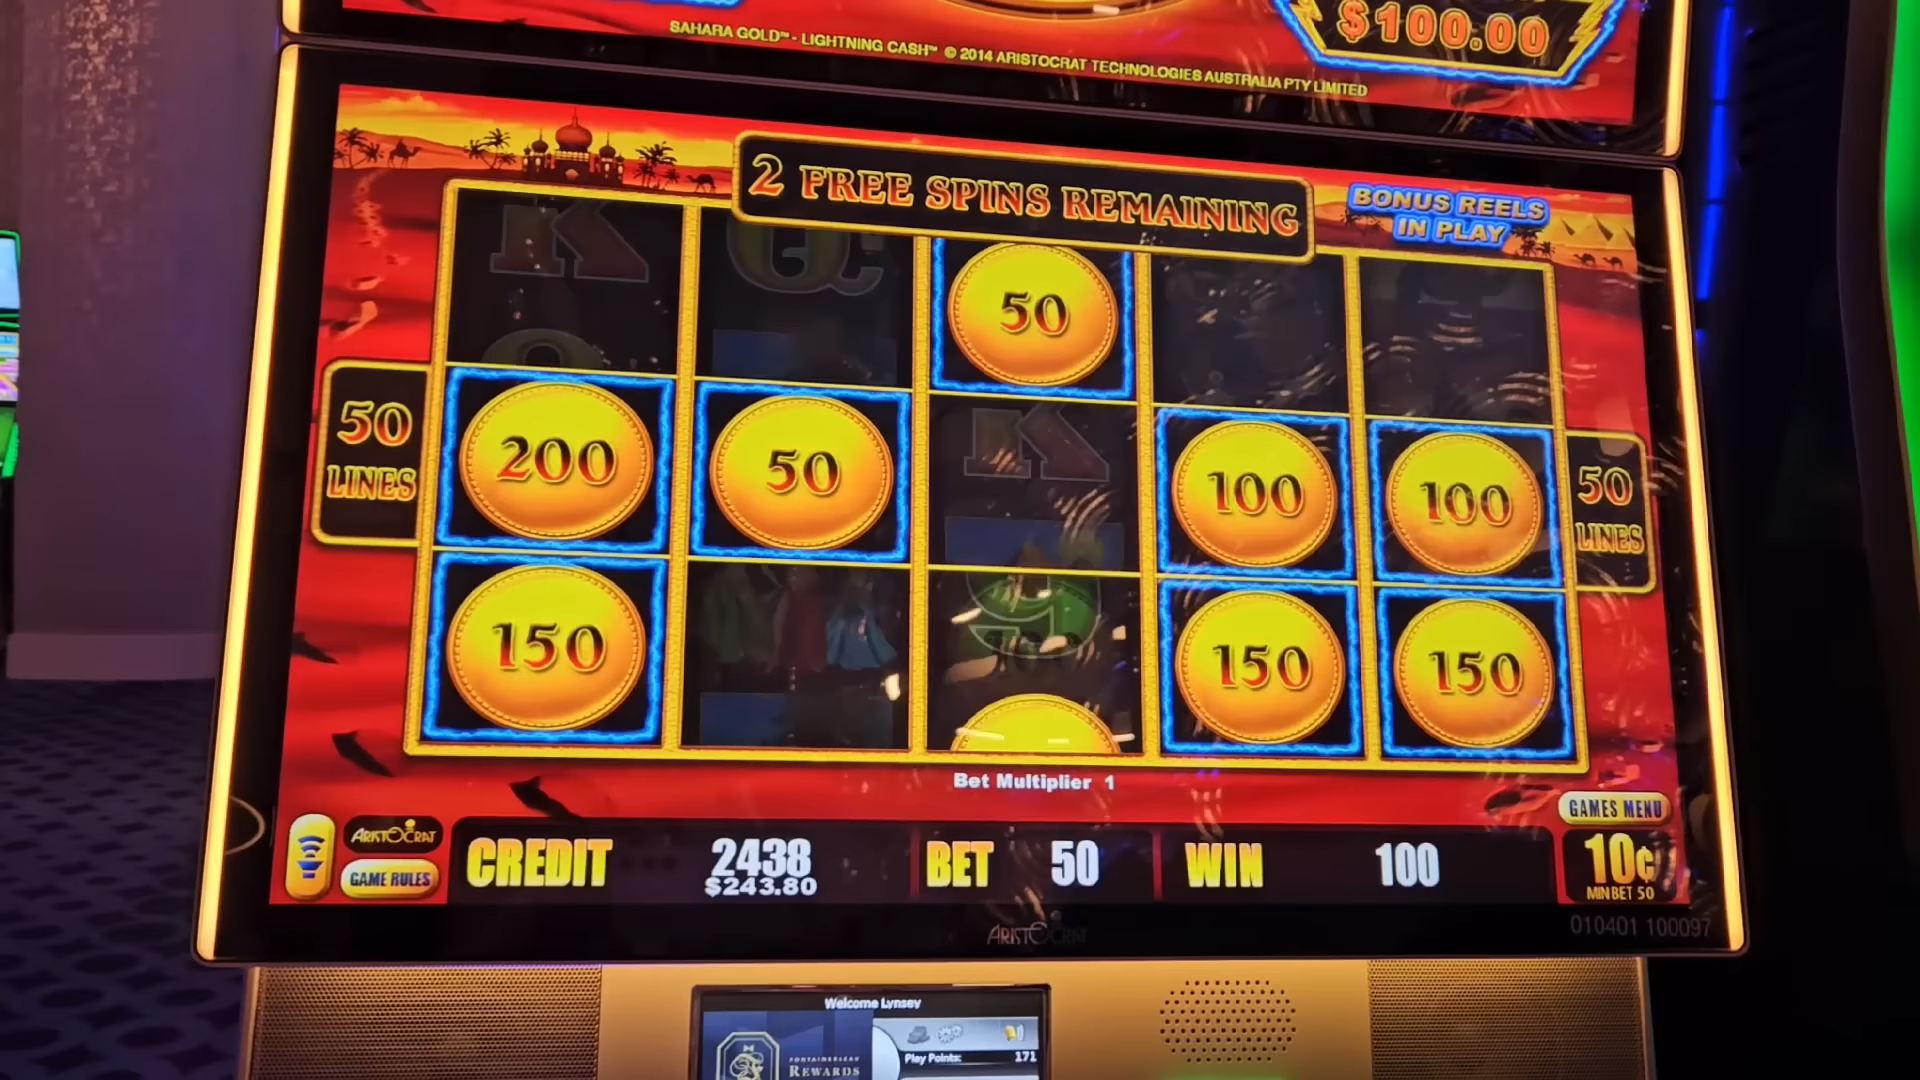 $100.00
SAHARA GOLD™ - LIGHTNING CASH™ © 2014 ARISTOCRAT TECHNOLOGIES AUSTRALIA PTY LIMITED
2 FREE SPINS REMAINING
BONUS REELS
IN PLAY
K
Q
50
Q
50
LINES
200
50
K
100
100
50
LINES
150
9
150
150
Bet Multiplier 1
GAMES MENU
ARISTOCRAT
GAME RULES
CREDIT
2438
$243.80
BET
50
WIN
100
10¢
MIN BET 50
ARISTOCRAT
010401 100097
Welcome Lynsey
FONTAINEBLEAU
REWARDS
Play Points: 171